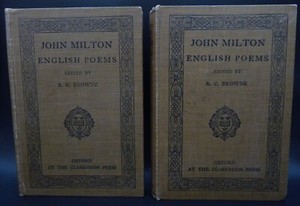 JOHN MILTON
ENGLISH POEMS
EDITED BY
R. C. BROWNE
OXFORD
AT THE CLARENDON PRESS
JOHN MILTON
ENGLISH POEMS
EDITED BY
R. C. BROWNE
OXFORD
AT THE CLARENDON PRESS